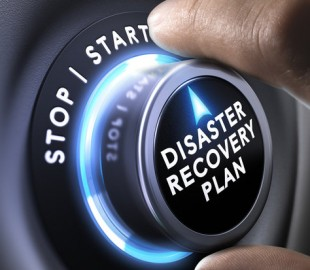 STOP | START
DISASTER
RECOVERY
PLAN